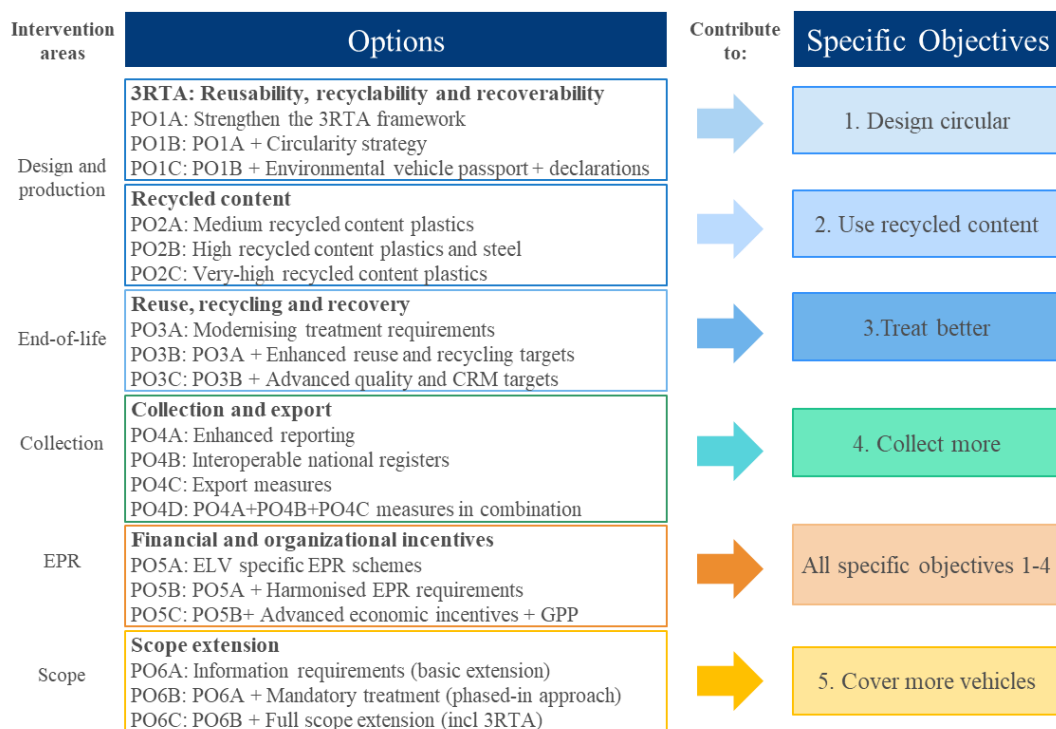 Intervention
areas
Options
Contribute
to:
Specific Objectives
Design and
production
3RTA: Reusability, recyclability and recoverability
PO1A: Strengthen the 3RTA framework
PO1B: PO1A + Circularity strategy
PO1C: PO1B + Environmental vehicle passport + declarations
1. Design circular
Recycled content
PO2A: Medium recycled content plastics
PO2B: High recycled content plastics and steel
PO2C: Very-high recycled content plastics
2. Use recycled content
End-of-life
Reuse, recycling and recovery
PO3A: Modernising treatment requirements
PO3B: PO3A + Enhanced reuse and recycling targets
PO3C: PO3B + Advanced quality and CRM targets
3.Treat better
Collection
Collection and export
PO4A: Enhanced reporting
PO4B: Interoperable national registers
PO4C: Export measures
PO4D: PO4A+PO4B+PO4C measures in combination
4. Collect more
EPR
Financial and organizational incentives
PO5A: ELV specific EPR schemes
PO5B: PO5A + Harmonised EPR requirements
PO5C: PO5B+ Advanced economic incentives + GPP
All specific objectives 1-4
Scope
Scope extension
PO6A: Information requirements (basic extension)
PO6B: PO6A + Mandatory treatment (phased-in approach)
PO6C: PO6B + Full scope extension (incl 3RTA)
5. Cover more vehicles